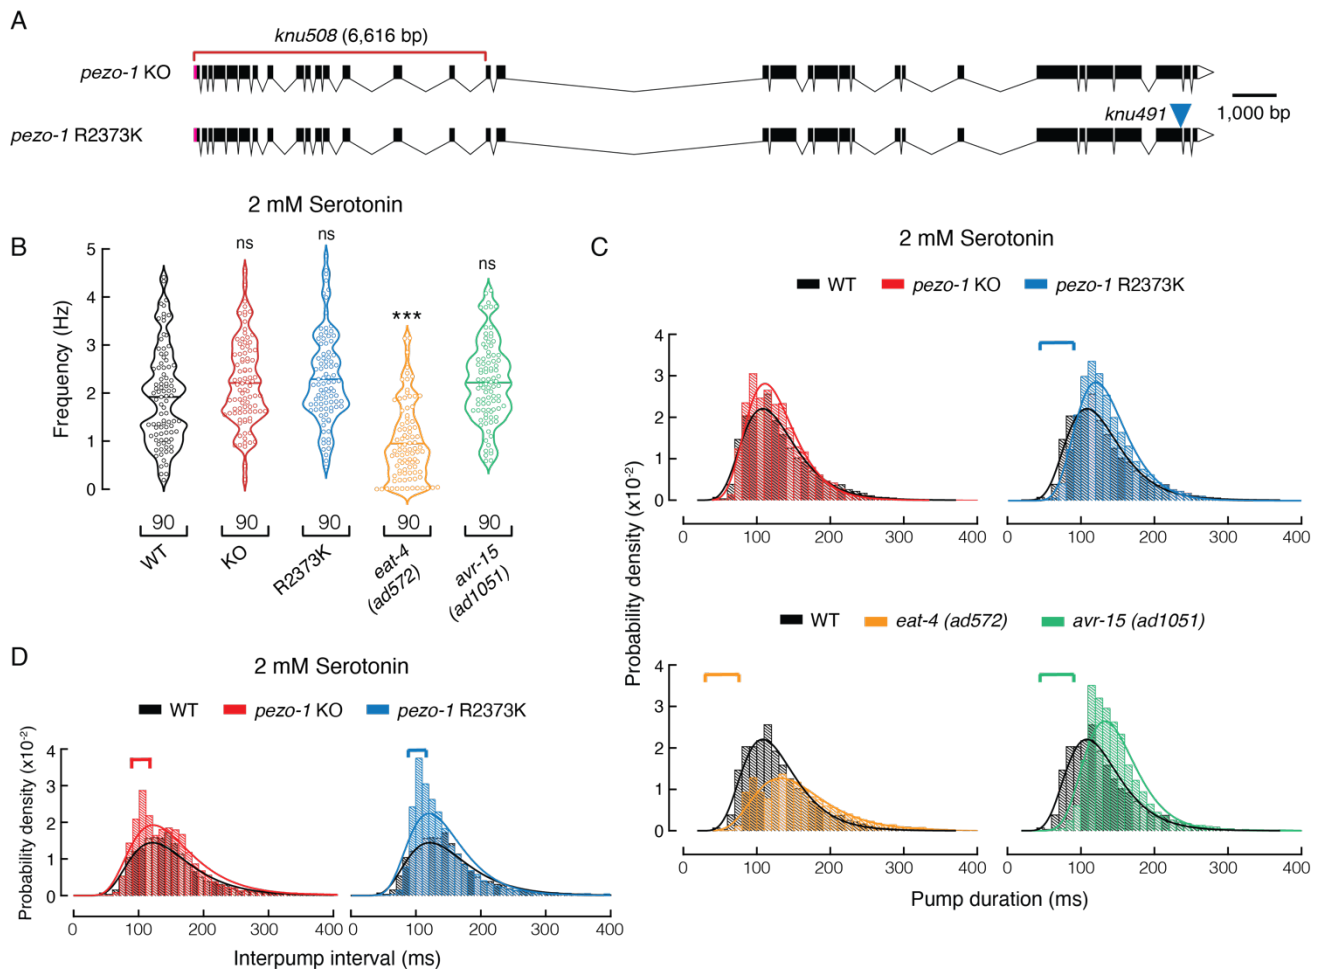 A
knu508 (6,616 bp)
pezo-1 KO
knu491
1,000 bp
pezo-1 R2373K
2 mM Serotonin
B
ns
ns
***
ns
Frequency (Hz)
5
4
3
2
1
0
90 90 90 90 90
WT
KO
R2373K
eat-4
(ad572)
avr-15
(ad1051)
C
2 mM Serotonin
WT pezo-1 KO pezo-1 R2373K
Probability density (x10-2)
4
3
2
1
0
0 100 200 300 400
0 100 200 300 400
WT eat-4 (ad572) avr-15 (ad1051)
4
3
2
1
0
0 100 200 300 400
0 100 200 300 400
Pump duration (ms)
D
2 mM Serotonin
WT pezo-1 KO pezo-1 R2373K
Probability density (x10-2)
4
3
2
1
0
0 100 200 300 400
0 100 200 300 400
Interpump interval (ms)